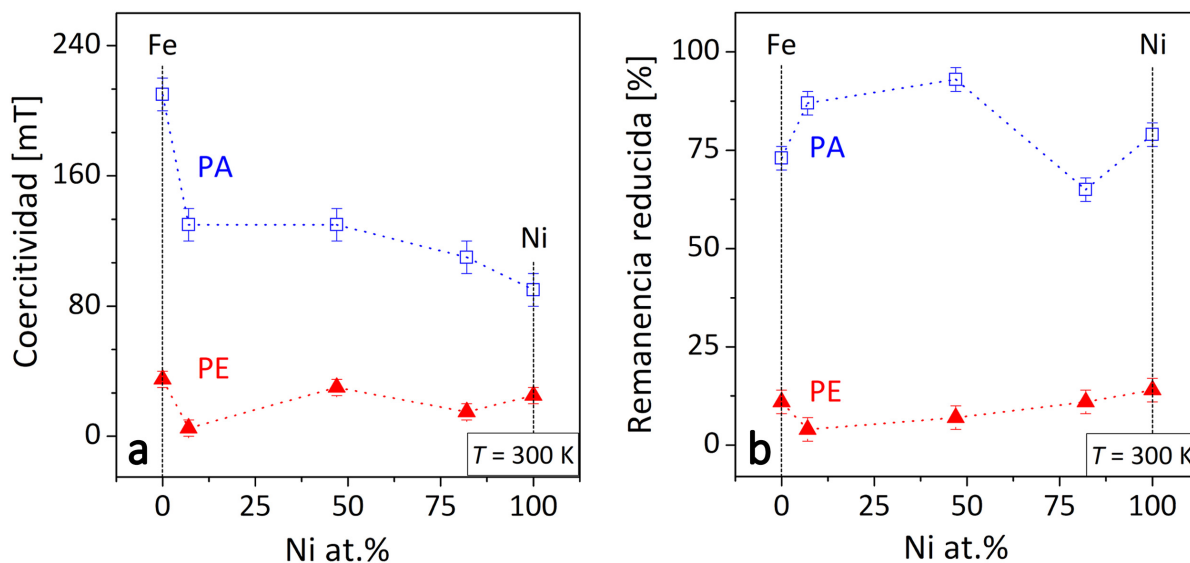 Coercitividad [mT]
240
160
80
0
Fe
PA
Ni
PE
a
T = 300 K
0 25 50 75 100
Ni at.%
Remanencia reducida [%]
100
75
50
25
0
Fe
Ni
PA
PE
b
T = 300 K
0 25 50 75 100
Ni at.%